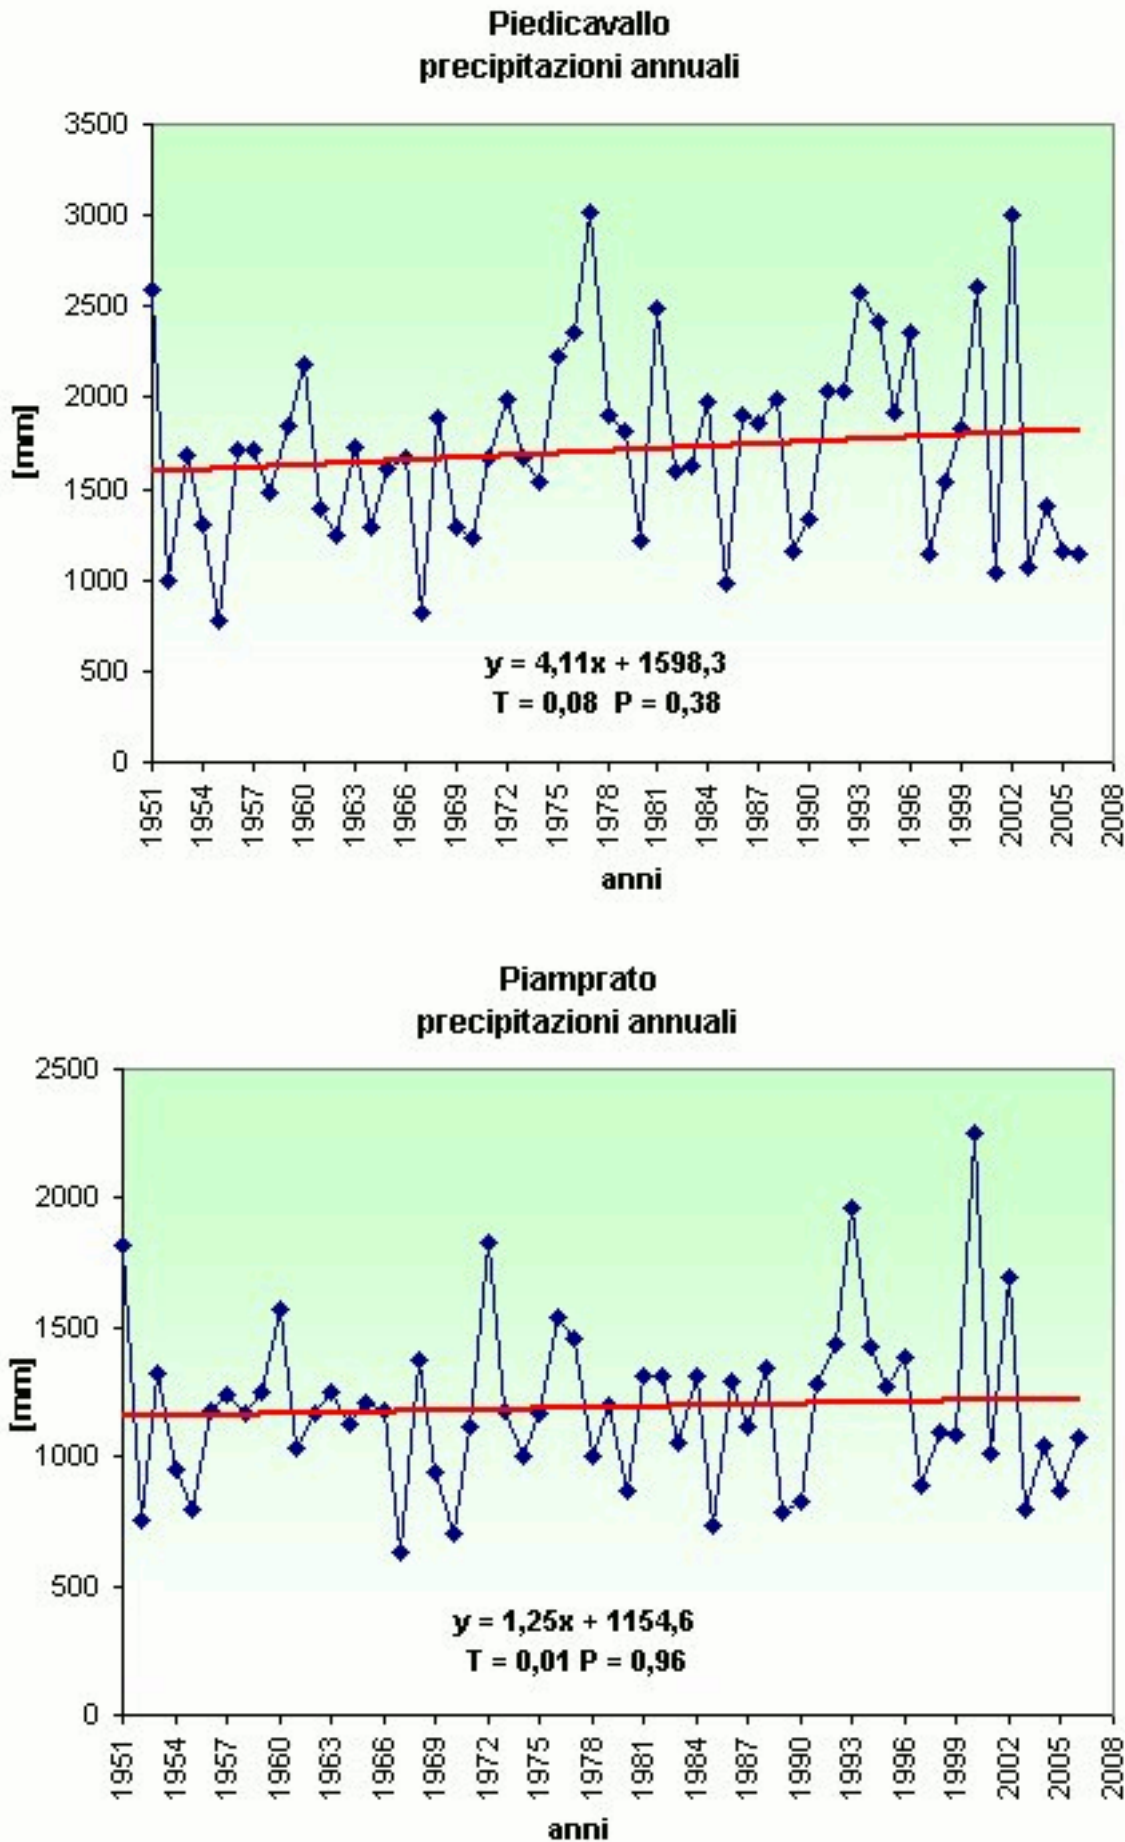 Piedicavallo
precipitazioni annuali
3500
3000
2500
2000
1500
1000
500
0
[mm]
y = 4,11x + 1598,3
T = 0,08 P = 0,38
1951 1954 1957 1960 1963 1966 1969 1972 1975 1978 1981 1984 1987 1990 1993 1996 1999 2002 2005 2008
anni
Piamprato
precipitazioni annuali
2500
2000
1500
1000
500
0
[mm]
y = 1,25x + 1154,6
T = 0,01 P = 0,96
1951 1954 1957 1960 1963 1966 1969 1972 1975 1978 1981 1984 1987 1990 1993 1996 1999 2002 2005 2008
anni